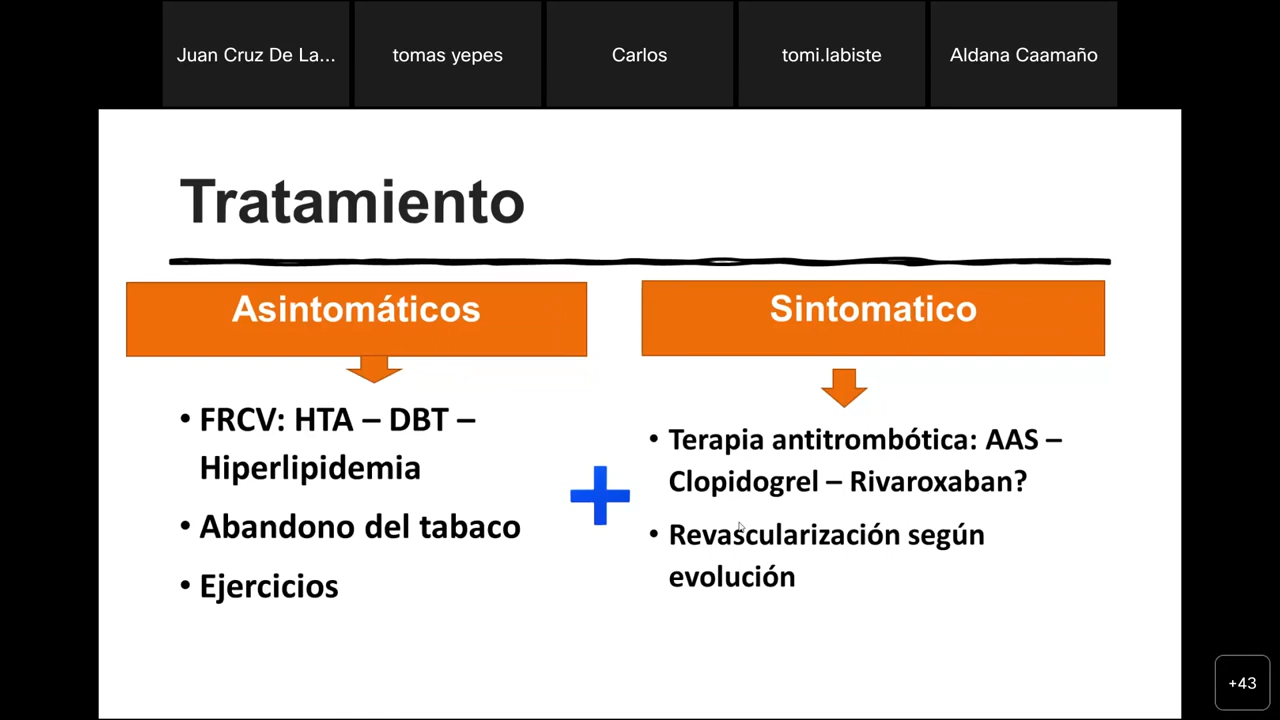 Juan Cruz De La...
tomas yepes
Carlos
tomi.labiste
Aldana Caamaño
Tratamiento
Asintomáticos
• FRCV: HTA – DBT –
Hiperlipidemia
• Abandono del tabaco
• Ejercicios
Sintomatico
• Terapia antitrombótica: AAS –
Clopidogrel – Rivaroxaban?
• Revascularización según
evolución
+43